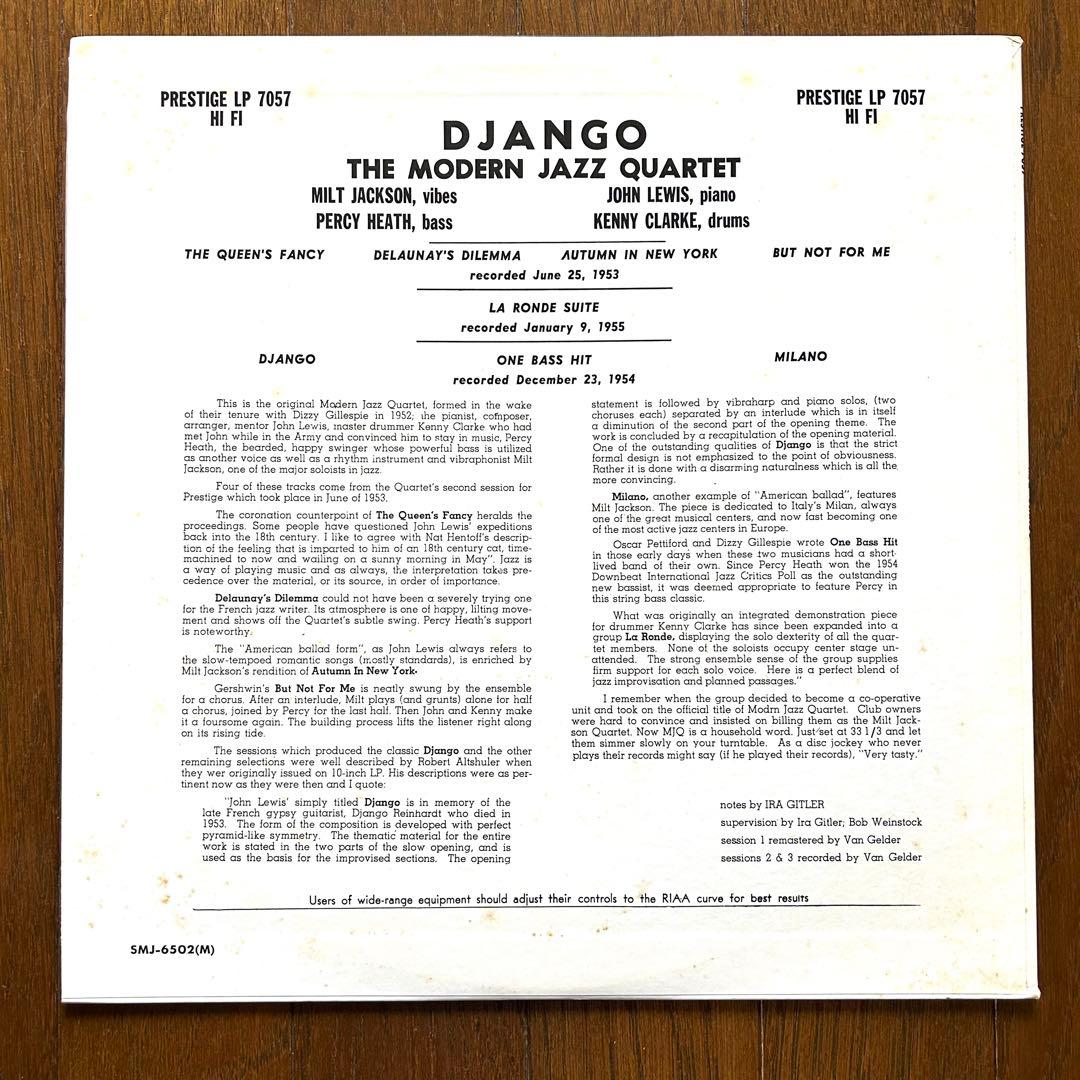 PRESTIGE LP 7057
HI FI
PRESTIGE LP 7057
HI FI
DJANGO
THE MODERN JAZZ QUARTET
MILT JACKSON, vibes JOHN LEWIS, piano
PERCY HEATH, bass KENNY CLARKE, drums
THE QUEEN'S FANCY DELAUNAY'S DILEMMA AUTUMN IN NEW YORK BUT NOT FOR ME
recorded June 25, 1953
LA RONDE SUITE
recorded January 9, 1955
DJANGO ONE BASS HIT MILANO
recorded December 23, 1954
This is the original Modern Jazz Quartet, formed in the wake
of their tenure with Dizzy Gillespie in 1952; the pianist, composer,
arranger, mentor John Lewis, master drummer Kenny Clarke who had
met John while in the Army and convinced him to stay in music, Percy
Heath, the bearded, happy swinger whose powerful bass is utilized
as another voice as well as a rhythm instrument and vibraphonist Milt
Jackson, one of the major soloists in jazz.
Four of these tracks come from the Quartet's second session for
Prestige which took place in June of 1953.
The coronation counterpoint of The Queen's Fancy heralds the
proceedings. Some people have questioned John Lewis' expeditions
back into the 18th century. I like to agree with Nat Hentoff's descrip-
tion of the feeling that is imparted to him of an 18th century cat, time-
machined to now and wailing on a sunny morning in May". Jazz is
a way of playing music and as always, the interpretation takes pre-
cedence over the material, or its source, in order of importance.
Delaunay's Dilemma could not have been a severely trying one
for the French jazz writer. Its atmosphere is one of happy, lilting move-
ment and shows off the Quartet's subtle swing. Percy Heath's support
is noteworthy.
The "American ballad form", as John Lewis always refers to
the slow-tempoed romantic songs (mostly standards), is enriched by
Milt Jackson's rendition of Autumn In New York.
Gershwin's But Not For Me is neatly swung by the ensemble
for a chorus. After an interlude, Milt plays (and grunts) alone for half
a chorus, joined by Percy for the last half. Then John and Kenny make
it a foursome again. The building process lifts the listener right along
on its rising tide.
The sessions which produced the classic Django and the other
remaining selections were well described by Robert Altshuler when
they wer originally issued on 10-inch LP. His descriptions were as per-
tinent now as they were then and I quote:
"John Lewis' simply titled Django is in memory of the
late French gypsy guitarist, Django Reinhardt who died in
1953. The form of the composition is developed with perfect
pyramid-like symmetry. The thematic material for the entire
work is stated in the two parts of the slow opening, and is
used as the basis for the improvised sections. The opening
statement is followed by vibraharp and piano solos, (two
choruses each) separated by an interlude which is in itself
a diminution of the second part of the opening theme. The
work is concluded by a recapitulation of the opening material.
One of the outstanding qualities of Django is that the strict
formal design is not emphasized to the point of obviousness.
Rather it is done with a disarming naturalness which is all the
more convincing.
Milano, another example of "American ballad", features
Milt Jackson. The piece is dedicated to Italy's Milan, always
one of the great musical centers, and now fast becoming one
of the most active jazz centers in Europe.
Oscar Pettiford and Dizzy Gillespie wrote One Bass Hit
in those early days when these two musicians had a short-
lived band of their own. Since Percy Heath won the 1954
Downbeat International Jazz Critics Poll as the outstanding
new bassist, it was deemed appropriate to feature Percy in
this string bass classic.
What was originally an integrated demonstration piece
for drummer Kenny Clarke has since been expanded into a
group La Ronde, displaying the solo dexterity of all the quar-
tet members. None of the soloists occupy center stage un-
attended. The strong ensemble sense of the group supplies
firm support for each solo voice. Here is a perfect blend of
jazz improvisation and planned passages."
I remember when the group decided to become a co-operative
unit and took on the official title of Modrn Jazz Quartet. Club owners
were hard to convince and insisted on billing them as the Milt Jack-
son Quartet. Now MJQ is a household word. Just set at 33 1/3 and let
them simmer slowly on your turntable. As a disc jockey who never
plays their records might say (if he played their records), "Very tasty."
notes by IRA GITLER
supervision by Ira Gitler; Bob Weinstock
session 1 remastered by Van Gelder
sessions 2 & 3 recorded by Van Gelder
Users of wide-range equipment should adjust their controls to the RIAA curve for best results
SMJ-6502(M)